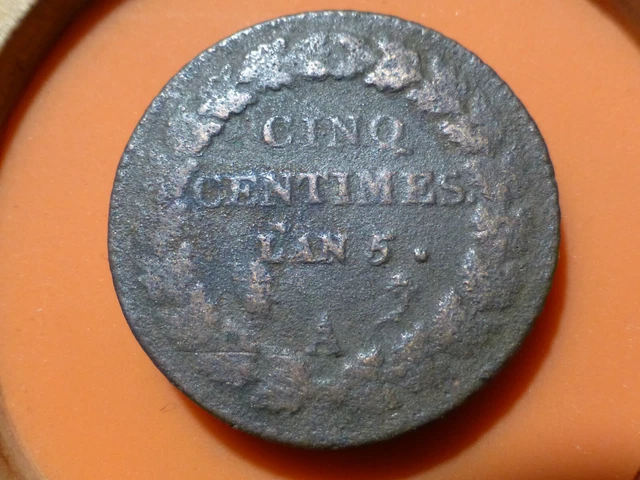 CINQ
CENTIMES.
L'AN 5.
A